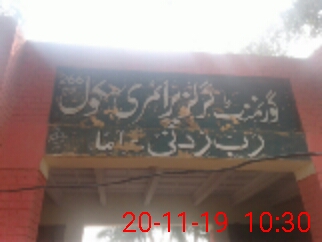 گورنمنٹ گرلز پرائمری سکول
رب زدنی علما
20-11-19 10:30